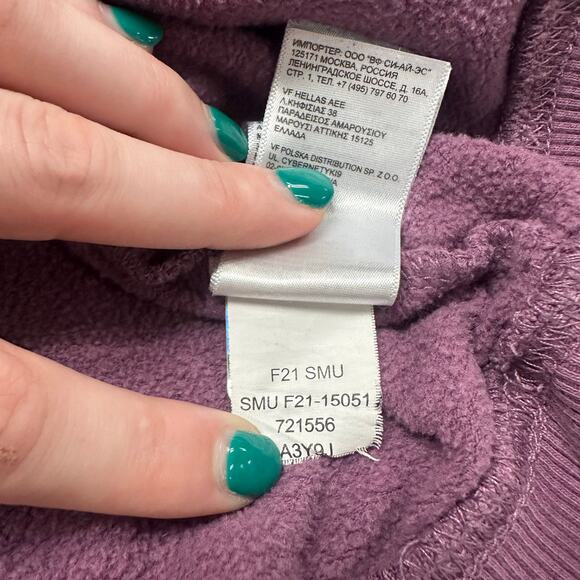 ИМПОРТЕР: ООО "ВФ СИ-АЙ-ЭС"
125171 МОСКВА, РОССИЯ
ЛЕНИНГРАДСКОЕ ШОССЕ, Д. 16А,
СТР. 1, ТЕЛ. +7 (495) 797 60 70
VF HELLAS AEE
Λ.ΚΗΦΙΣΙΑΣ 38
ΠΑΡΑΔΕΙΣΟΣ ΑΜΑΡΟΥΣΙΟΥ
ΜΑΡΟΥΣΙ ΑΤΤΙΚΗΣ 15125
ΕΛΛΑΔΑ
VF POLSKA DISTRIBUTION SP. Z O.O.
UL. CYBERNETYKI9
F21 SMU
SMU F21-15051
721556
A3Y9J